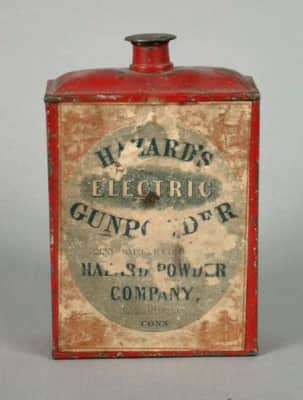 HAZARD'S
ELECTRIC
GUNPOWDER
HAZARD POWDER
COMPANY,
CONN